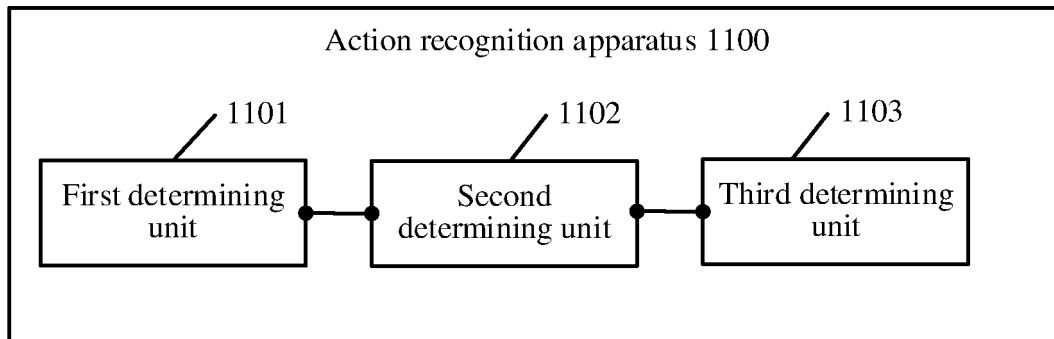 Action recognition apparatus 1100
1101
1102
1103
First determining
unit
Second
determining unit
Third determining
unit